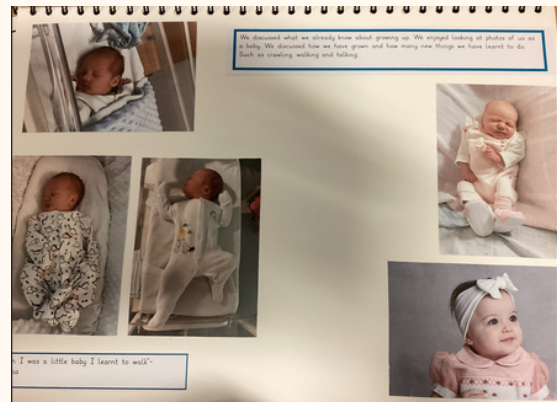 We discussed what we already know about growing up. We enjoyed looking at photos of us as
a baby. We discussed how we have grown and how many new things we have learnt to do.
Such as crawling, walking and talking.
I was a little baby I learnt to walk'-